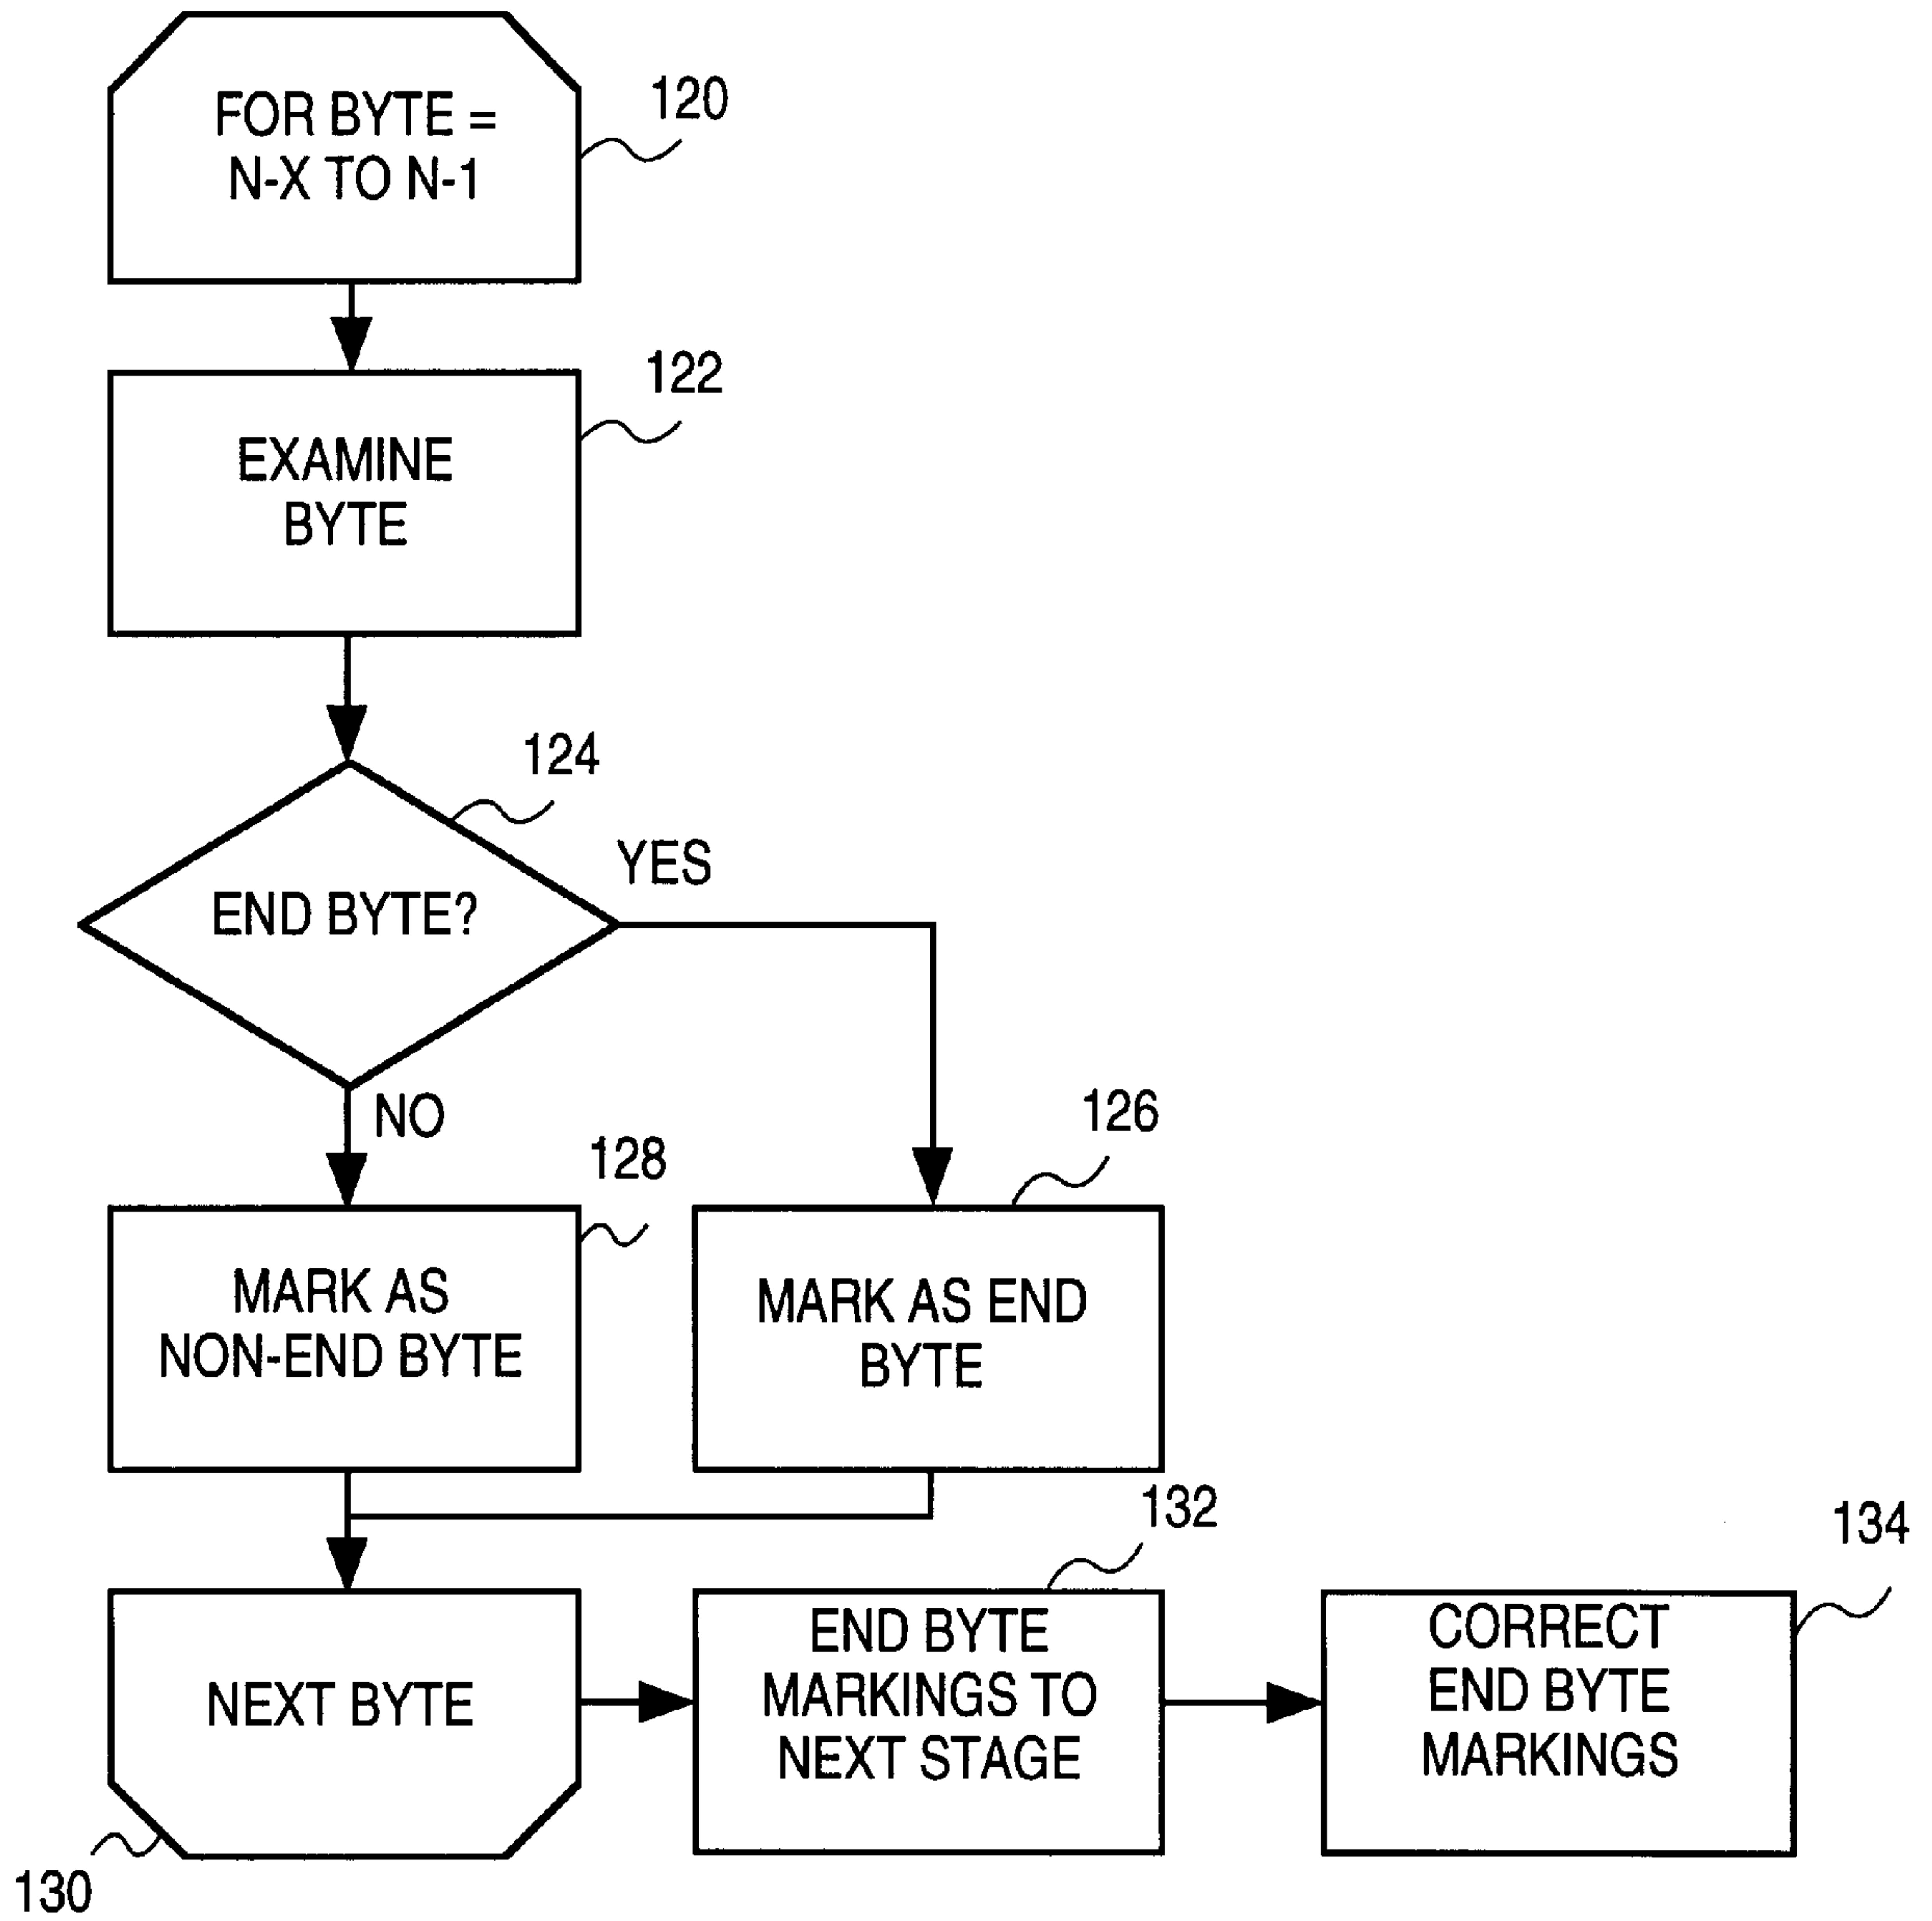 FOR BYTE =
N-X TO N-1
120
EXAMINE
BYTE
122
END BYTE?
124
YES
NO
MARK AS
NON-END BYTE
128
MARK AS END
BYTE
126
NEXT BYTE
130
END BYTE
MARKINGS TO
NEXT STAGE
132
CORRECT
END BYTE
MARKINGS
134